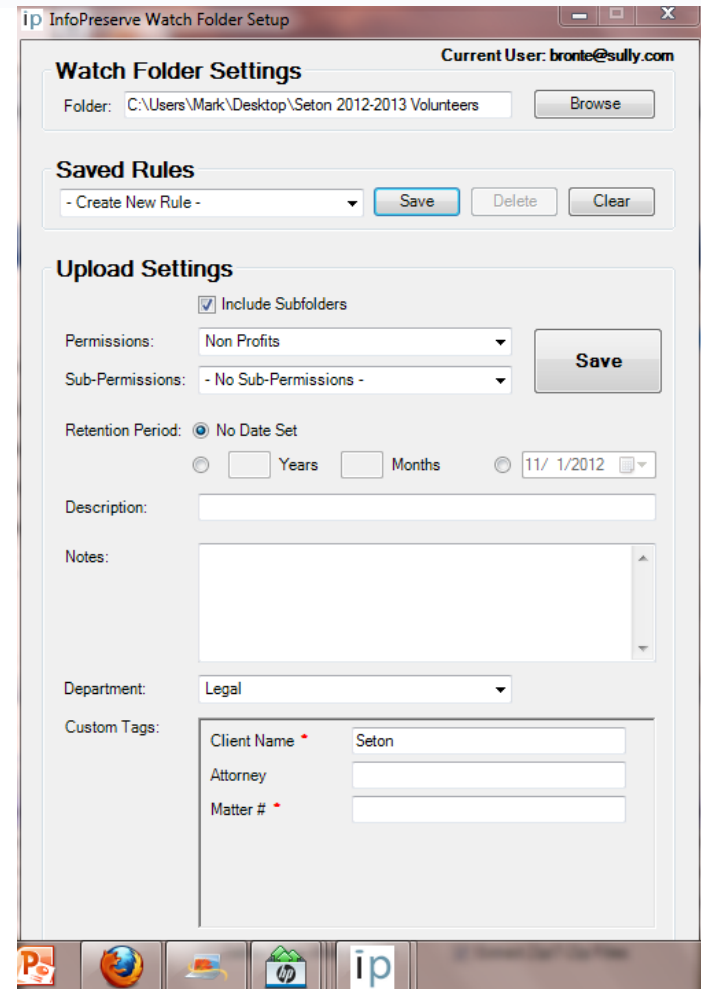 ip InfoPreserve Watch Folder Setup
Current User: bronte@sully.com
Watch Folder Settings
Folder: C:\Users\Mark\Desktop\Seton 2012-2013 Volunteers Browse
Saved Rules
- Create New Rule - Save Delete Clear
Upload Settings
Include Subfolders
Permissions: Non Profits
Save
Sub-Permissions: - No Sub-Permissions -
Retention Period: No Date Set
Years Months 11/ 1/2012
Description:
Notes:
Department: Legal
Custom Tags:
Client Name * Seton
Attorney
Matter # *
P hp ip